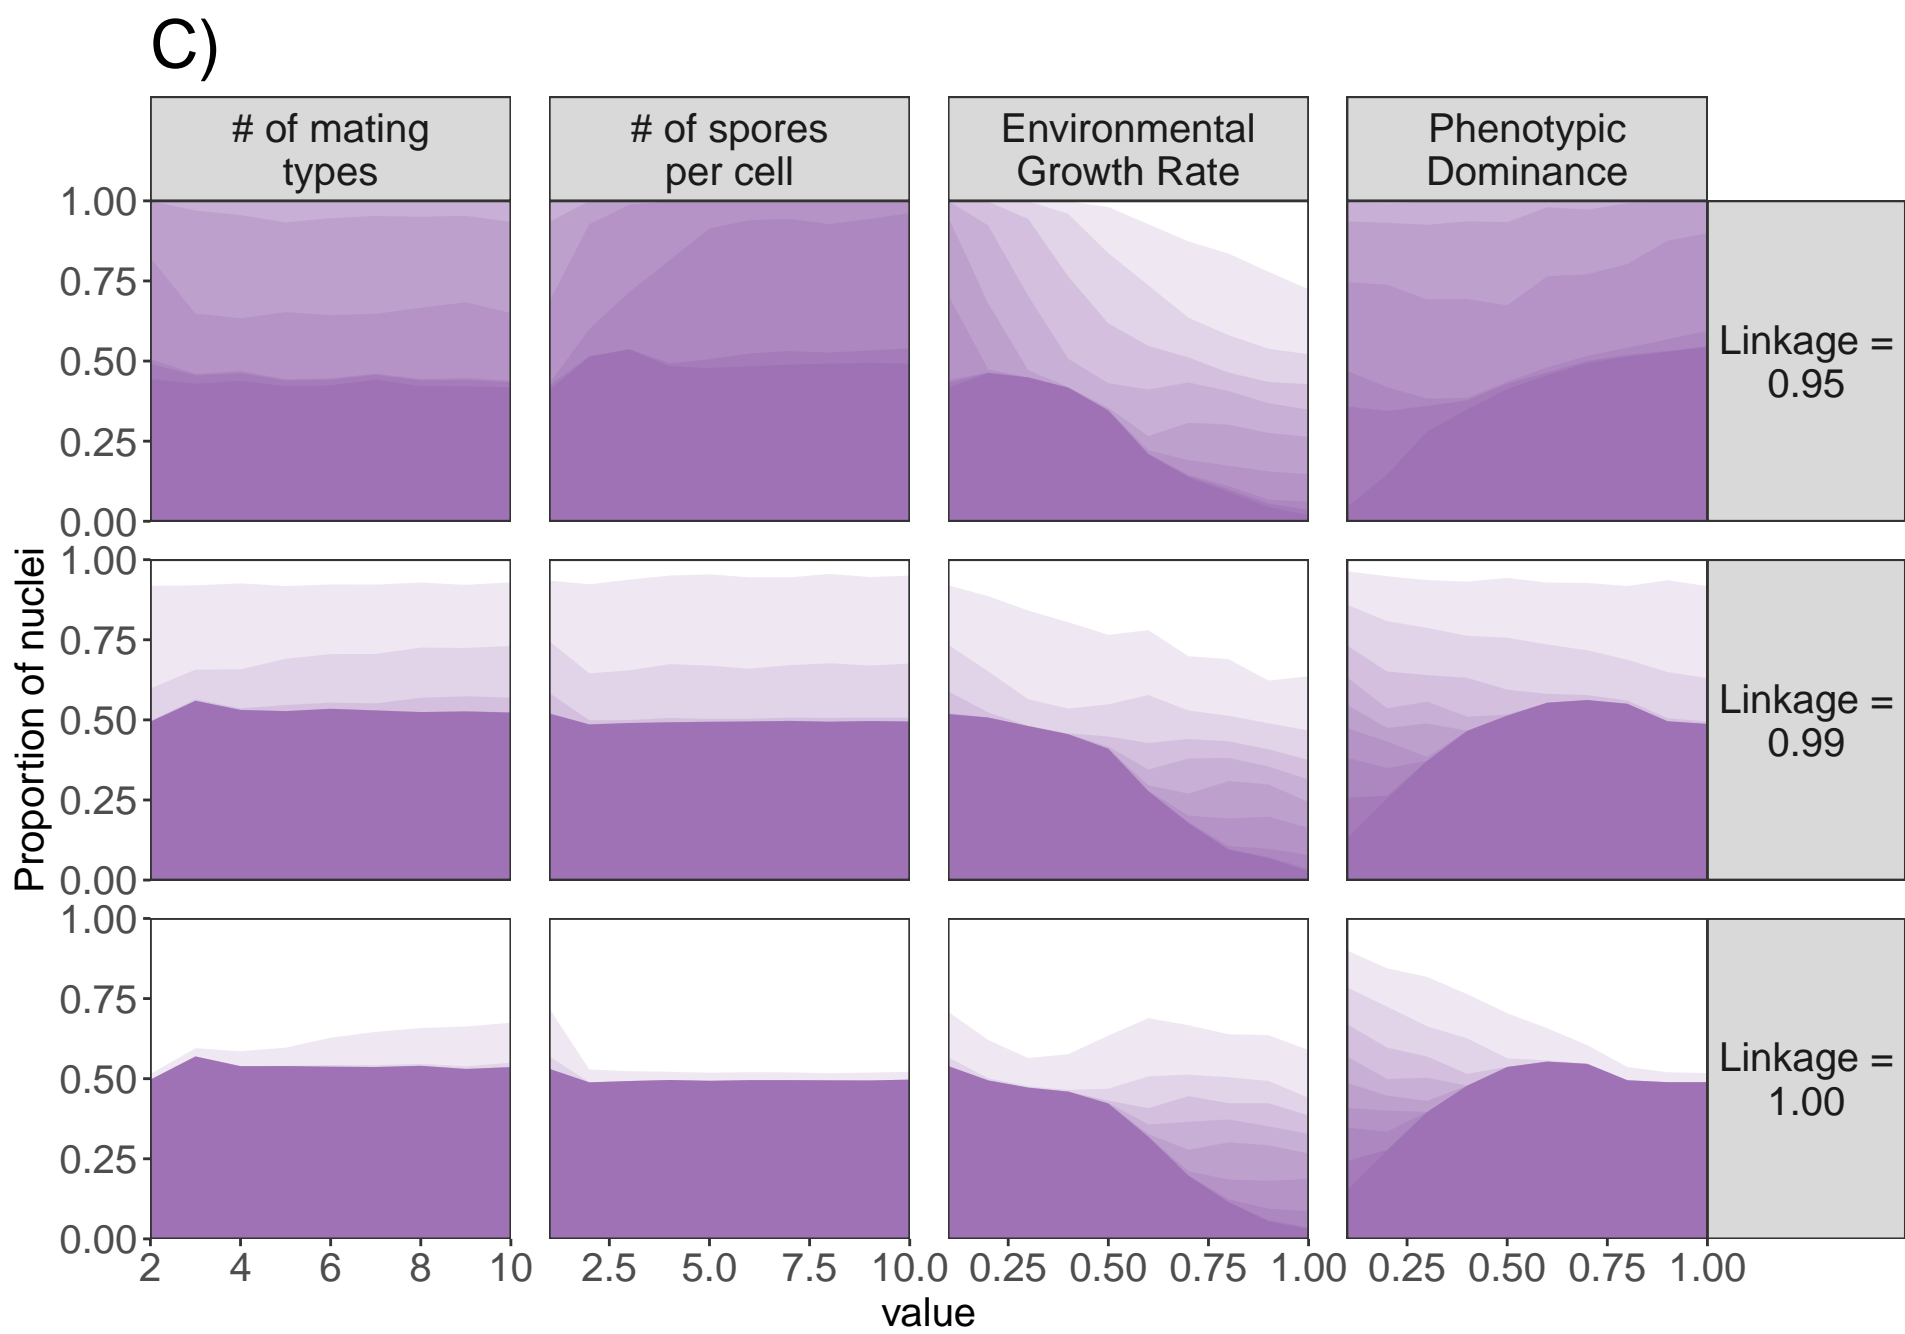 C)
# of mating
types
# of spores
per cell
Environmental
Growth Rate
Phenotypic
Dominance
Proportion of nuclei
1.00
0.75
0.50
0.25
0.00
Linkage =
0.95
1.00
0.75
0.50
0.25
0.00
Linkage =
0.99
1.00
0.75
0.50
0.25
0.00
Linkage =
1.00
2 4 6 8 10
2.5 5.0 7.5 10.0
0.25 0.50 0.75 1.00
0.25 0.50 0.75 1.00
value